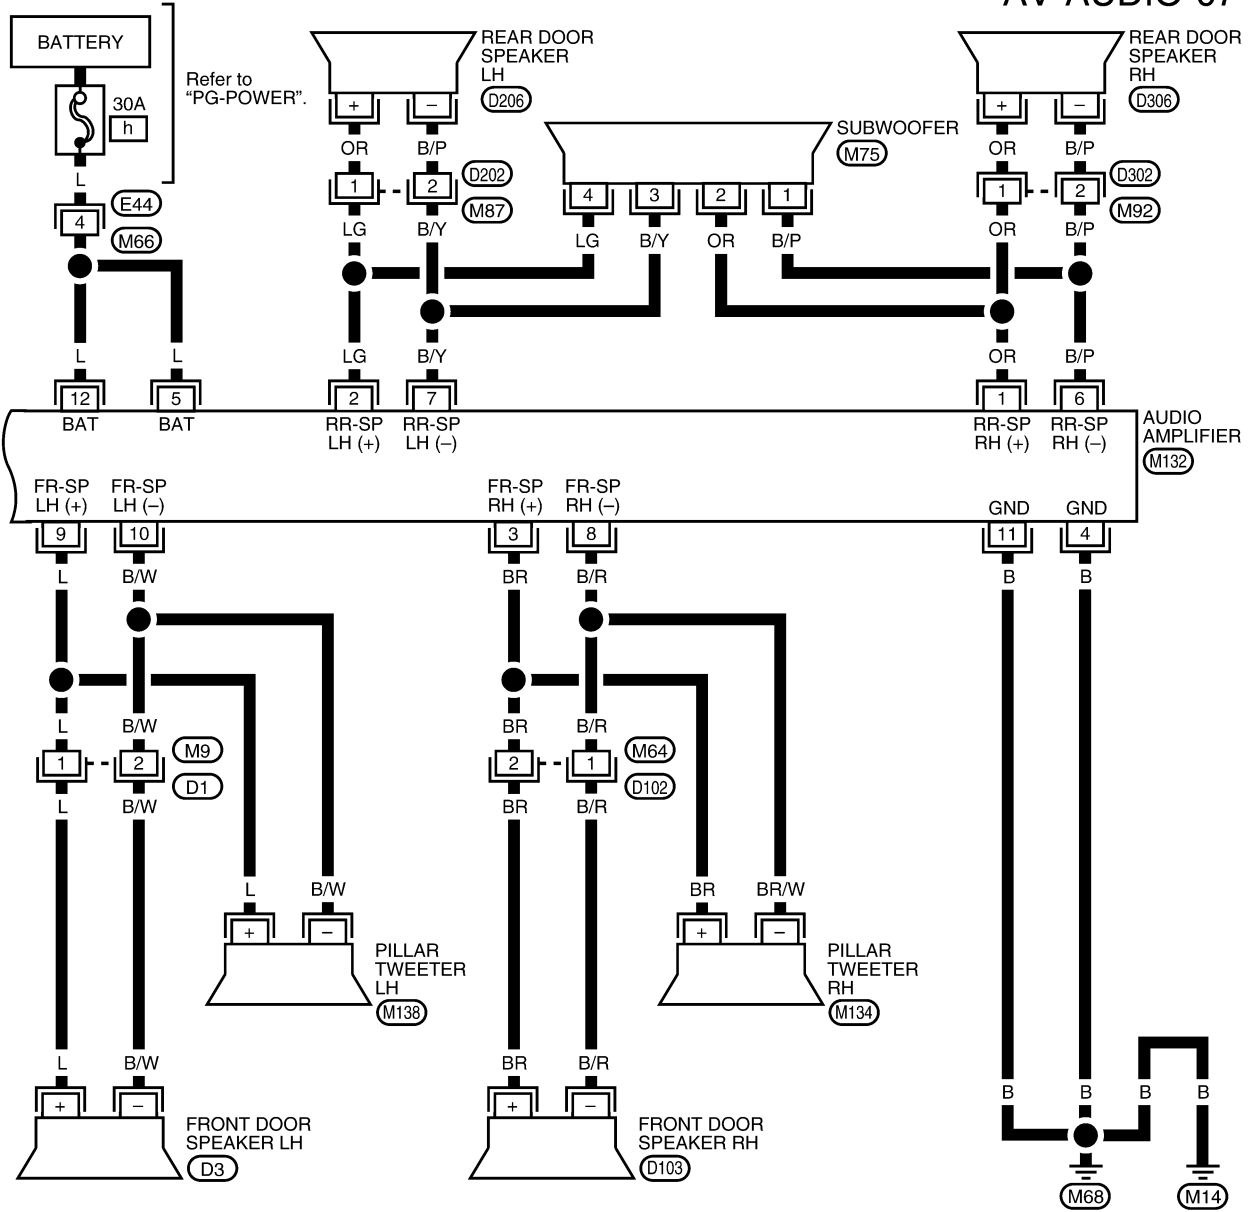 BATTERY
30A
h
Refer to
“PG-POWER”.
L
4
E44
M66
L
L
12
5
BAT
BAT
REAR DOOR
SPEAKER
LH
D206
+
–
OR
B/P
1
2
D202
M87
LG
B/Y
LG
B/Y
2
7
RR-SP
LH (+)
RR-SP
LH (–)
SUBWOOFER
M75
4
3
2
1
LG
B/Y
OR
B/P
REAR DOOR
SPEAKER
RH
D306
+
–
OR
B/P
1
2
D302
M92
OR
B/P
OR
B/P
1
6
RR-SP
RH (+)
RR-SP
RH (–)
AUDIO
AMPLIFIER
M132
FR-SP
LH (+)
FR-SP
LH (–)
9
10
L
B/W
L
B/W
1
2
M9
D1
L
B/W
L
B/W
+
–
PILLAR
TWEETER
LH
M138
L
B/W
+
–
FRONT DOOR
SPEAKER LH
D3
FR-SP
RH (+)
FR-SP
RH (–)
3
8
BR
B/R
BR
B/R
2
1
M64
D102
BR
B/R
BR
BR/W
+
–
PILLAR
TWEETER
RH
M134
BR
B/R
+
–
FRONT DOOR
SPEAKER RH
D103
GND
GND
11
4
B
B
B
B
B
B
M68
M14